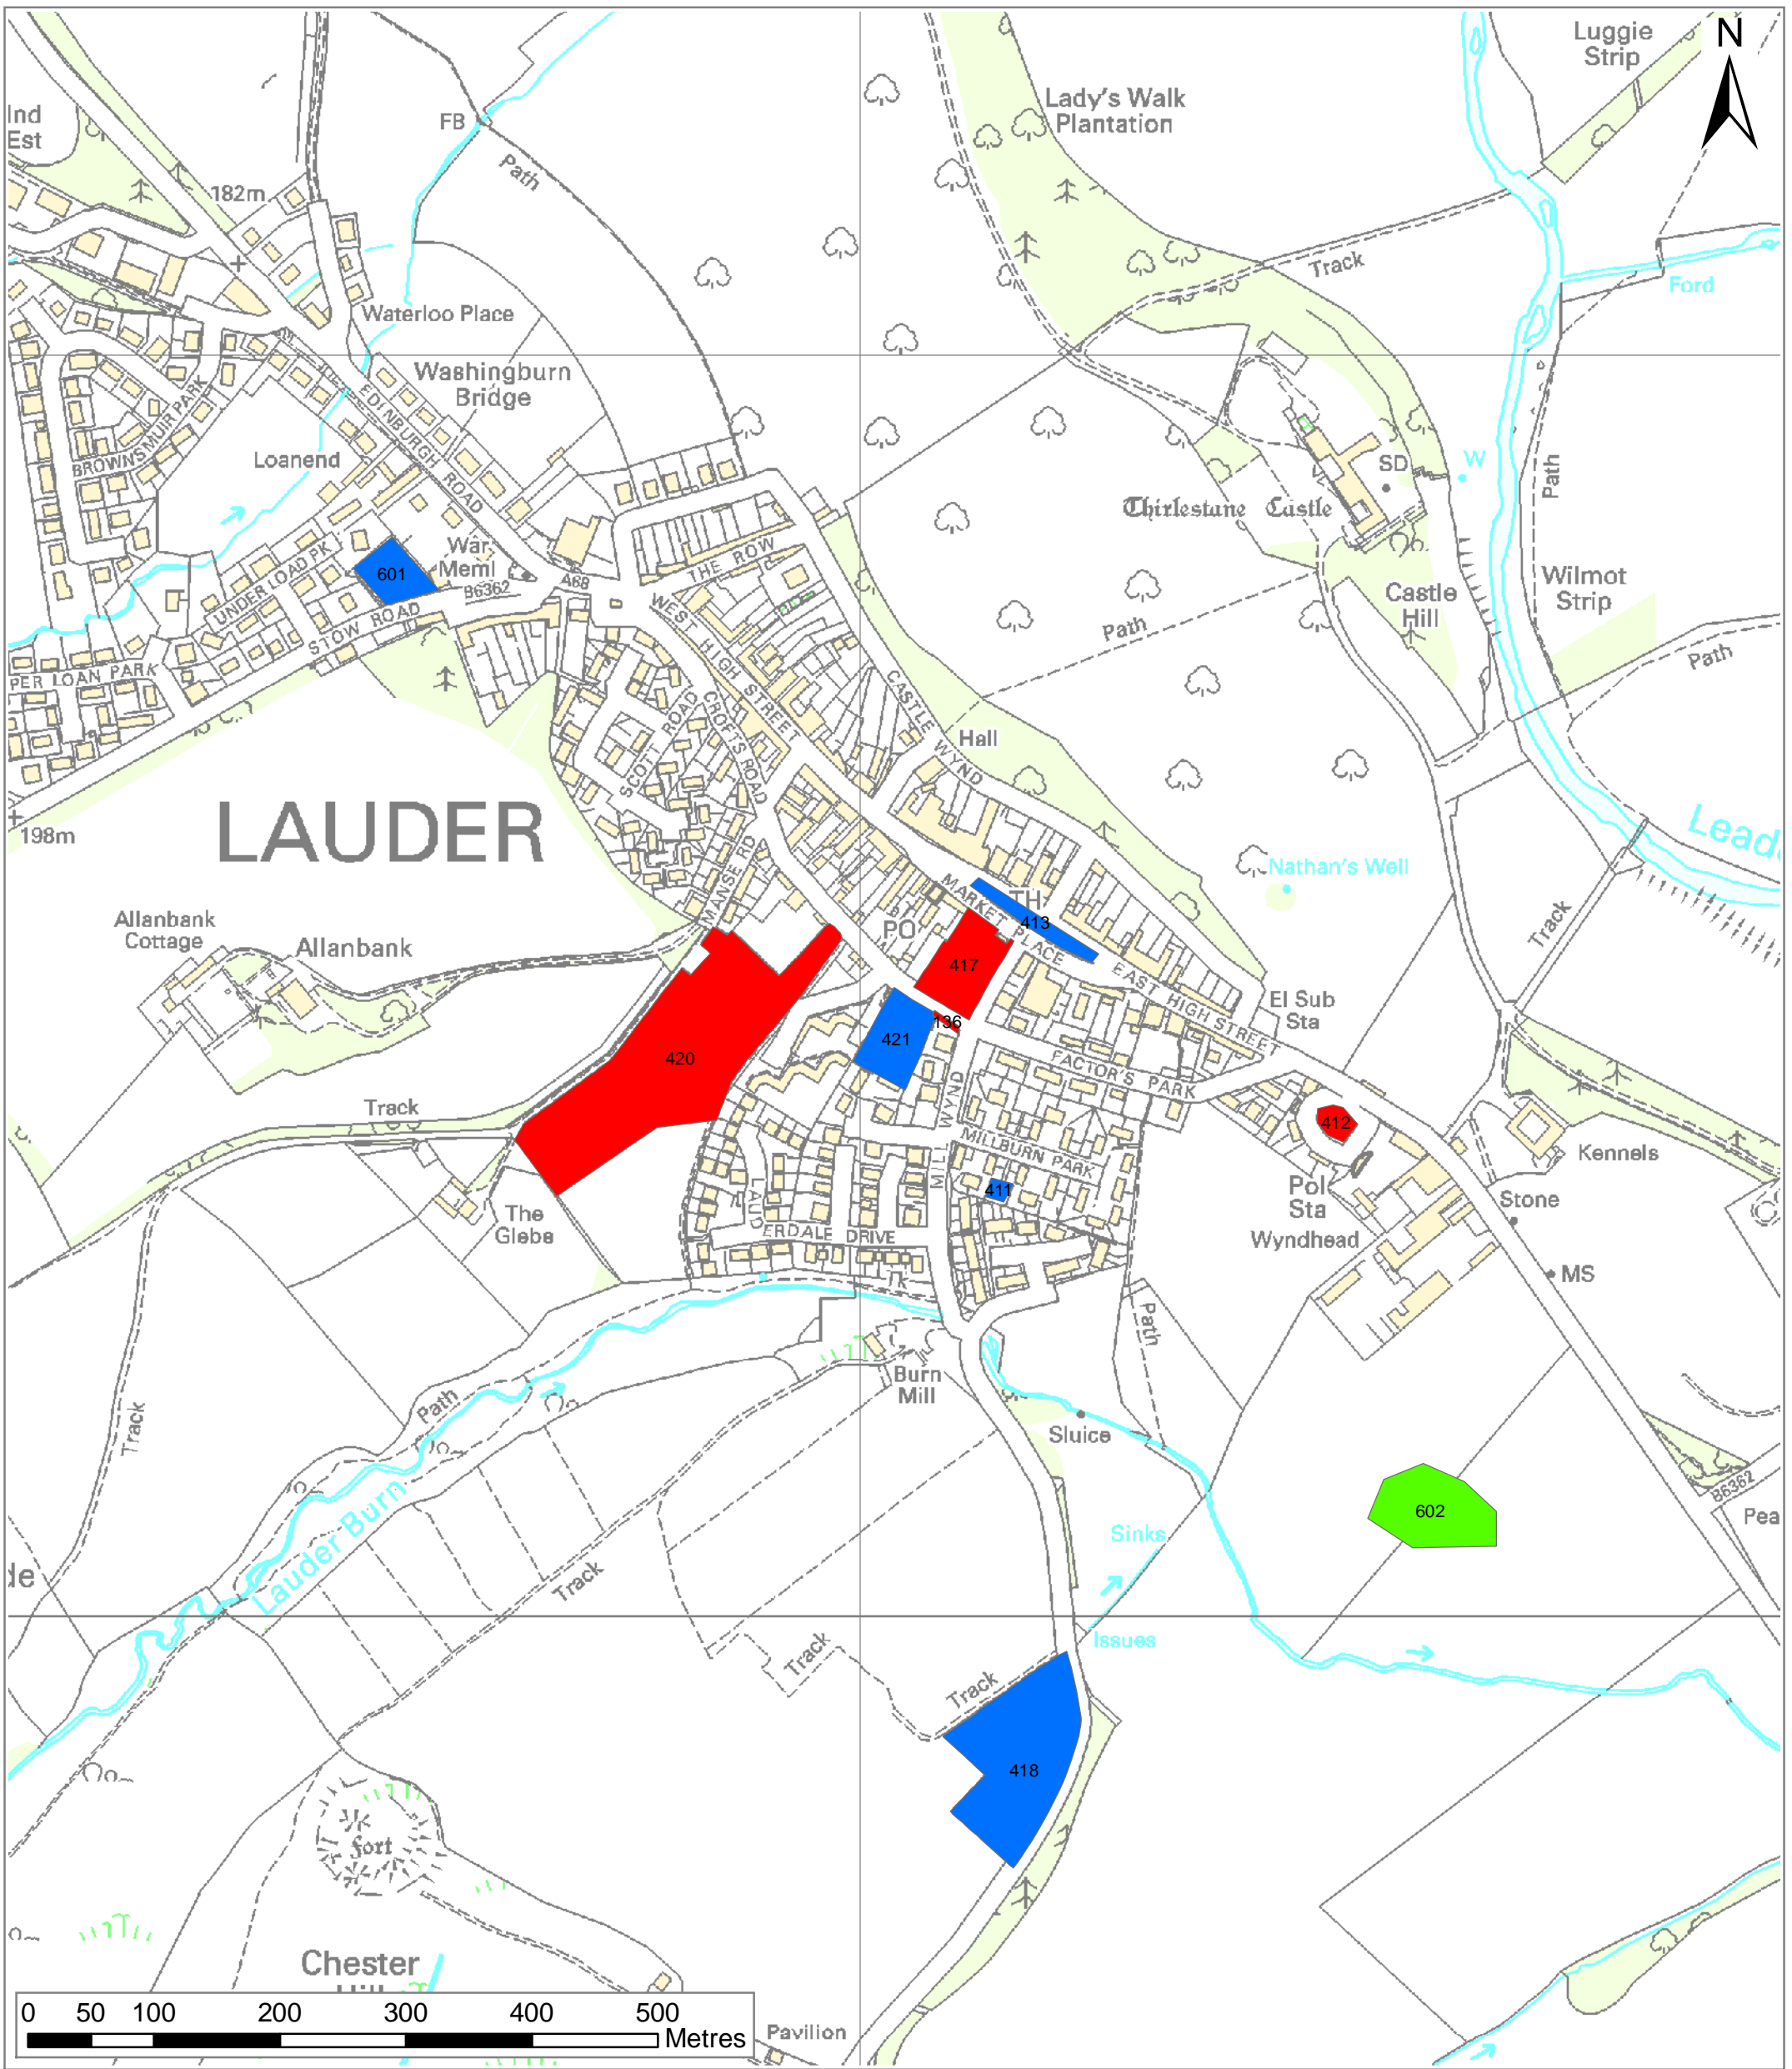 Luggie
Strip
N
Ind
Est
Lady's Walk
Plantation
FB
Path
182m
Track
Ford
Waterloo Place
Washingburn
Bridge
EDINBURGH ROAD
BROWNSMUIR PARK
Loanend
SD
W
Path
Thirlestane Castle
War
Meml
A68
THE ROW
601
B6362
UNDER LOAD PK
STOW ROAD
WEST HIGH STREET
Castle
Hill
Wilmot
Strip
Path
Path
PER LOAN PARK
CASTLE WYND
SCOTT ROAD
CROFTS ROAD
Hall
LAUDER
198m
Lead
MANSE RD
Nathan's Well
MARKET PLACE
TH
413
PO
417
Allanbank
Cottage
Allanbank
Track
EAST HIGH STREET
El Sub
Sta
136
421
420
FACTOR'S PARK
Track
412
MILL WYND
MILLBURN PARK
Kennels
411
Pol
Sta
Stone
The
Glebe
LAUDERDALE DRIVE
Wyndhead
Tk
MS
Path
Burn
Mill
Path
Track
Sluice
B6362
602
Pea
Sinks
Lauder Burn
Track
le
Issues
Track
Track
418
fort
Chester
Hill
0 50 100 200 300 400 500
Metres
Pavilion